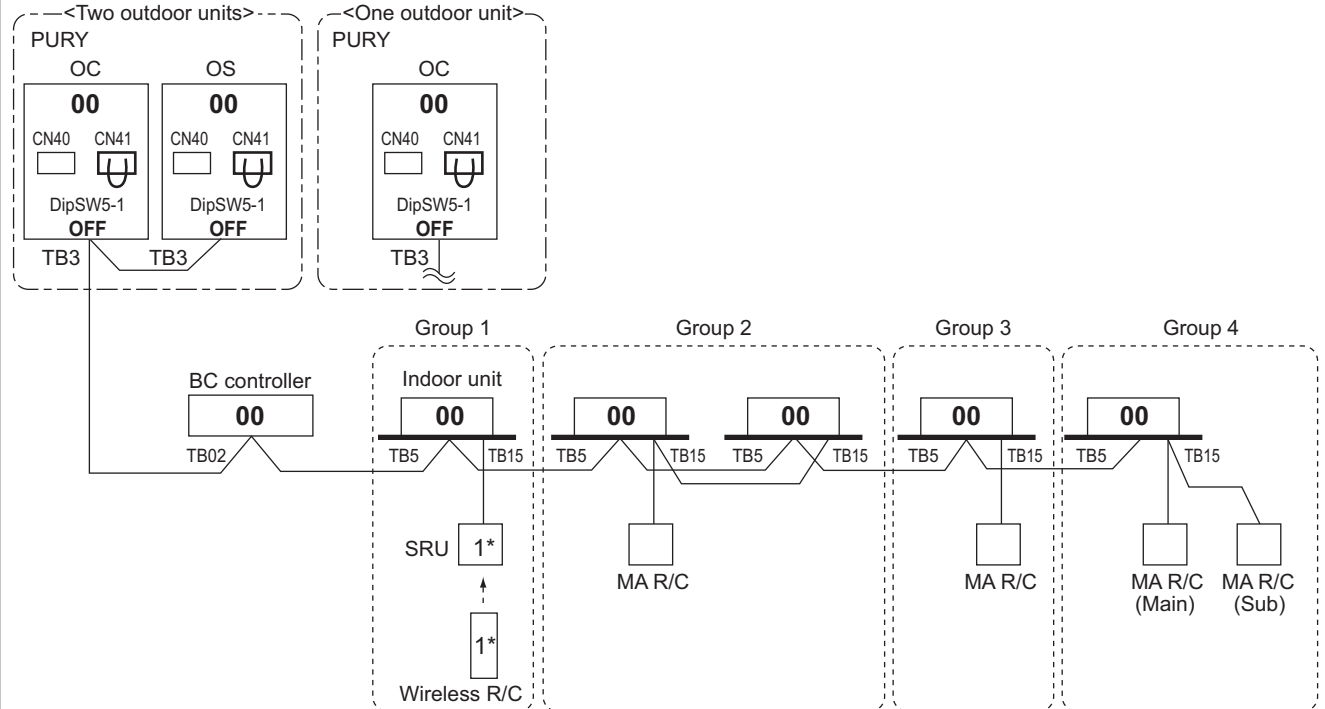 <Two outdoor units>
<One outdoor unit>
PURY
PURY
OC
OS
OC
00
00
00
CN40 CN41
CN40 CN41
CN40 CN41
DipSW5-1
DipSW5-1
DipSW5-1
OFF
OFF
OFF
TB3
TB3
TB3
Group 1
Group 2
Group 3
Group 4
BC controller
Indoor unit
00
00
00
00
00
00
TB02
TB5
TB15
TB5
TB15
TB5
TB15
TB5
TB15
TB5
TB15
SRU 1*
MA R/C
MA R/C
MA R/C
(Main)
MA R/C
(Sub)
1*
Wireless R/C